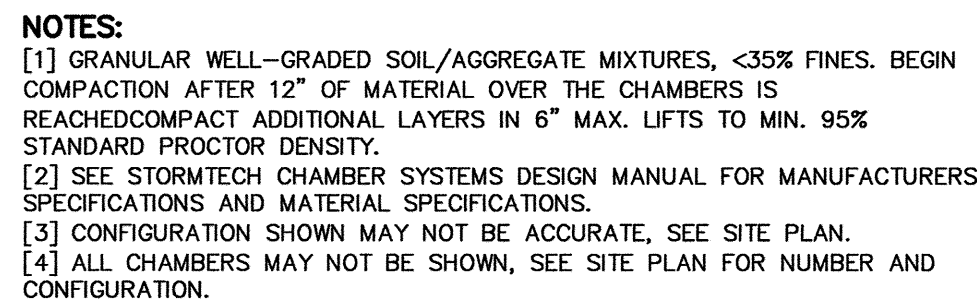 NOTES:
[1] GRANULAR WELL–GRADED SOIL/AGGREGATE MIXTURES, <35% FINES. BEGIN
COMPACTION AFTER 12" OF MATERIAL OVER THE CHAMBERS IS
REACHEDCOMPACT ADDITIONAL LAYERS IN 6" MAX. LIFTS TO MIN. 95%
STANDARD PROCTOR DENSITY.
[2] SEE STORMTECH CHAMBER SYSTEMS DESIGN MANUAL FOR MANUFACTURERS
SPECIFICATIONS AND MATERIAL SPECIFICATIONS.
[3] CONFIGURATION SHOWN MAY NOT BE ACCURATE, SEE SITE PLAN.
[4] ALL CHAMBERS MAY NOT BE SHOWN, SEE SITE PLAN FOR NUMBER AND
CONFIGURATION.